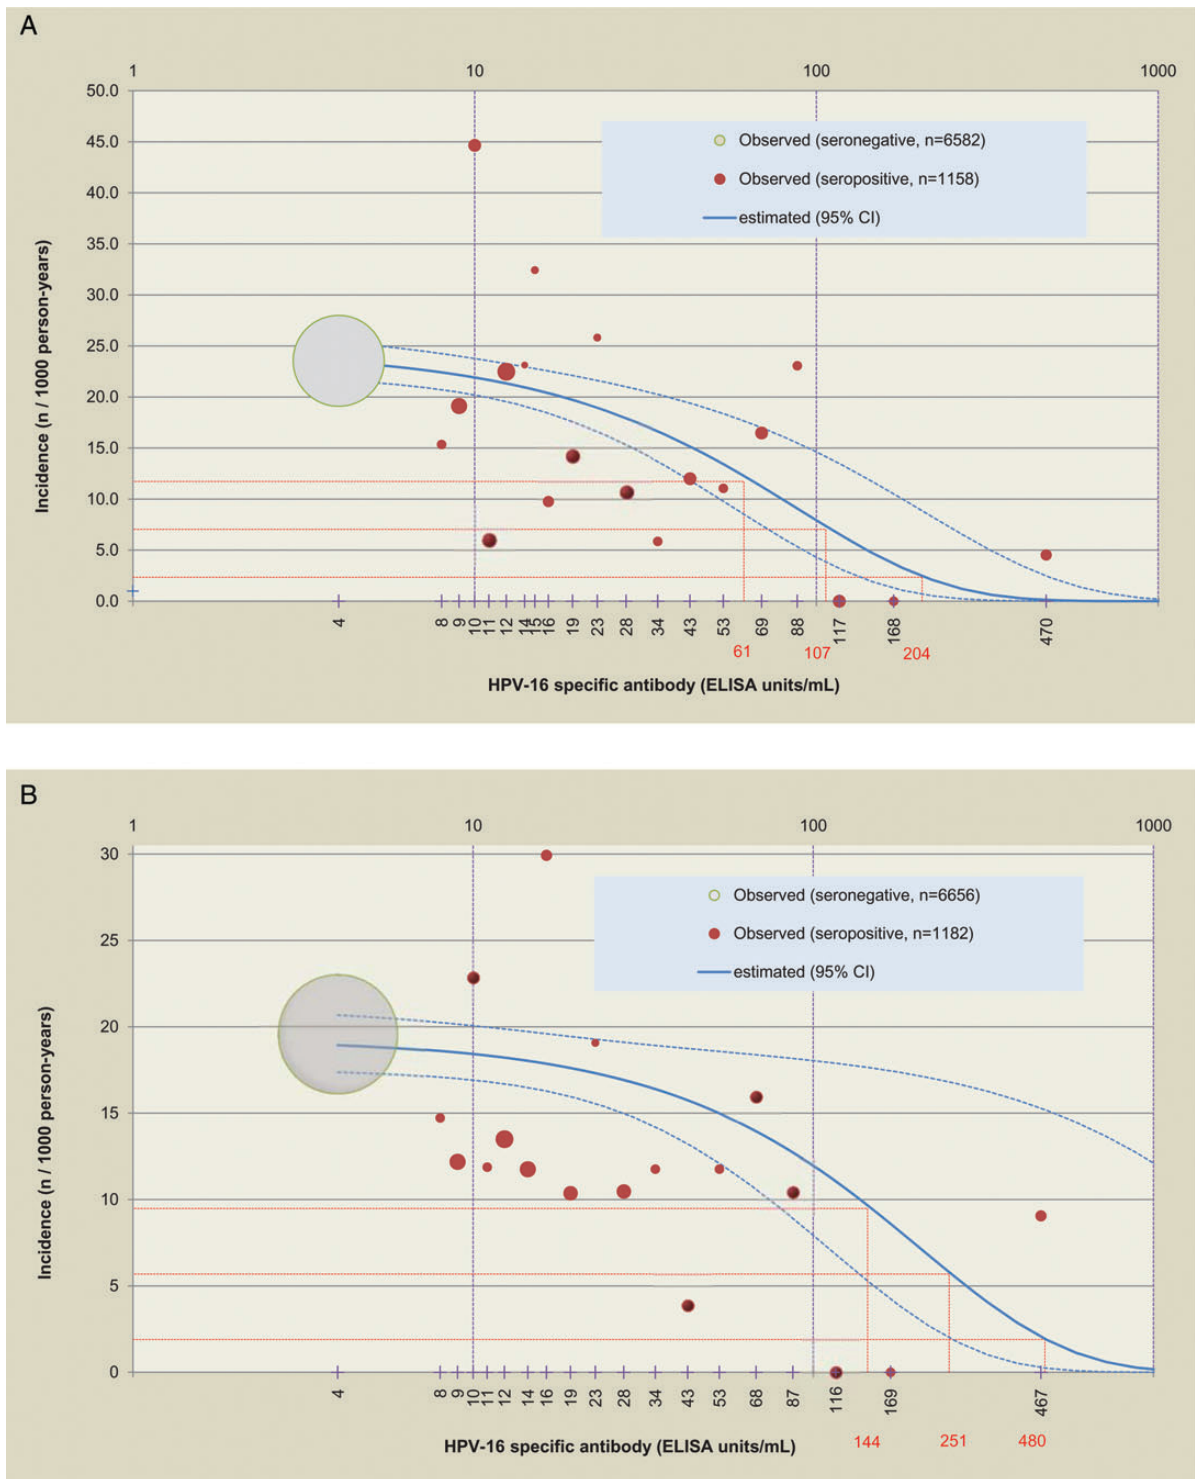 A
1 10 100 1000
50.0
45.0
40.0
35.0
30.0
25.0
20.0
15.0
10.0
5.0
0.0
Incidence (n / 1000 person-years)
Observed (seronegative, n=6582)
Observed (seropositive, n=1158)
estimated (95% CI)
4 8 9 10 11 12 14 15 16 19 23 28 34 43 53 69 88 117 168 470
61 107 204
HPV-16 specific antibody (ELISA units/mL)
B
1 10 100 1000
30
25
20
15
10
5
0
Incidence (n / 1000 person-years)
Observed (seronegative, n=6656)
Observed (seropositive, n=1182)
estimated (95% CI)
4 8 9 10 11 12 14 16 19 23 28 34 43 53 68 87 116 169 467
144 251 480
HPV-16 specific antibody (ELISA units/mL)